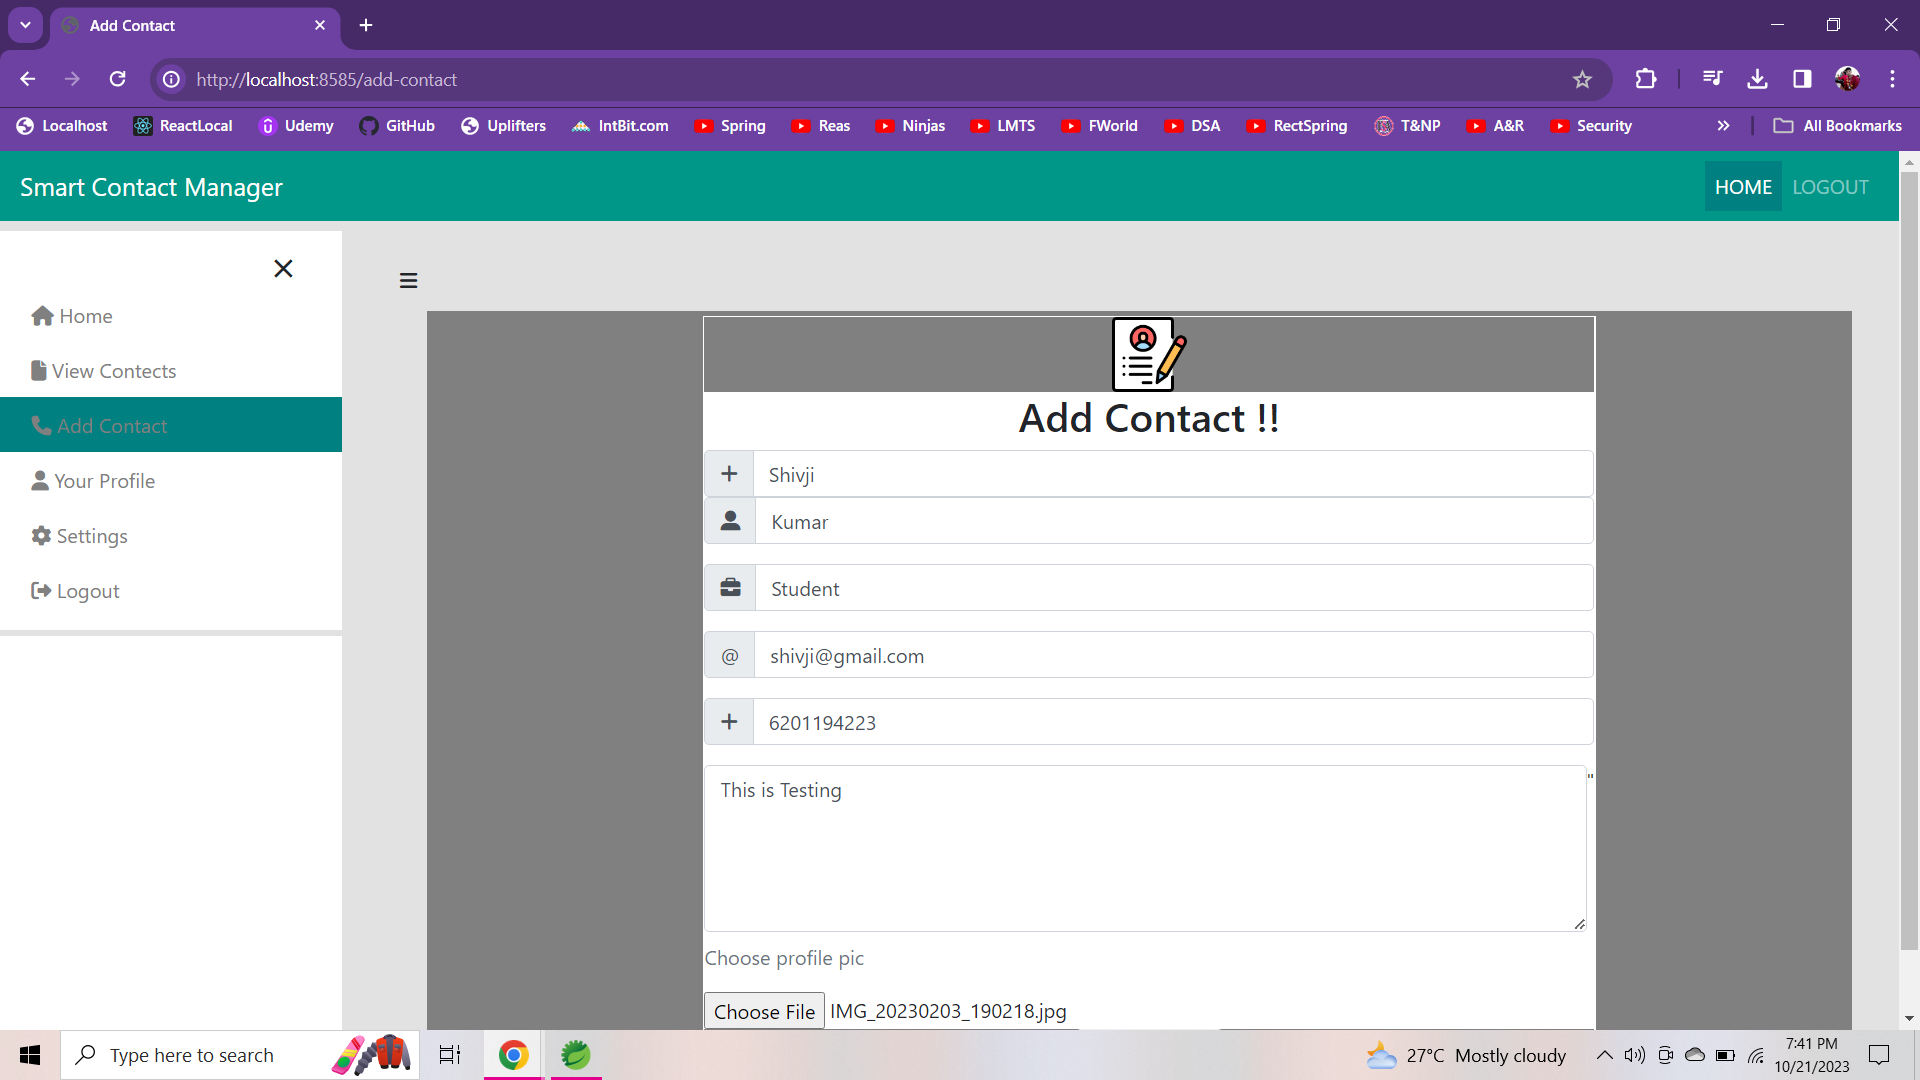 Add Contact
http://localhost:8585/add-contact
Localhost ReactLocal Udemy GitHub Uplifters IntBit.com Spring Reas Ninjas LMTS FWorld DSA RectSpring T&NP A&R Security All Bookmarks
Smart Contact Manager HOME LOGOUT
Home
View Contects
Add Contact
Your Profile
Settings
Logout
Add Contact !!
Shivji
Kumar
Student
@ shivji@gmail.com
6201194223
This is Testing "
Choose profile pic
Choose File IMG_20230203_190218.jpg
Type here to search 27°C Mostly cloudy 7:41 PM
10/21/2023